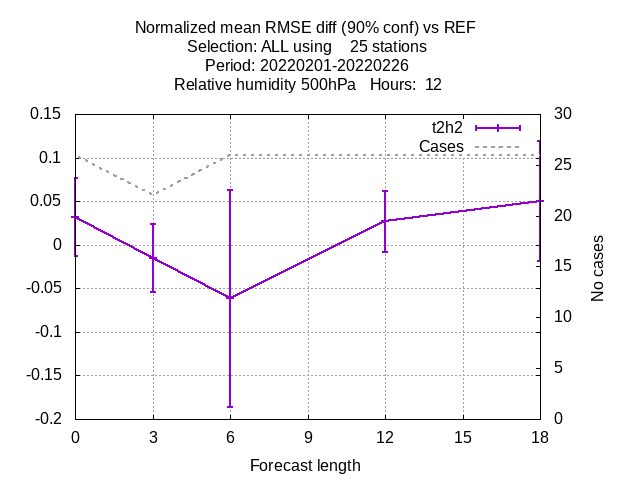 Normalized mean RMSE diff (90% conf) vs REF
Selection: ALL using    25 stations
Period: 20220201-20220226
Relative humidity 500hPa   Hours:  12
t2h2
Cases
0.15
0.1
0.05
0
-0.05
-0.1
-0.15
-0.2
30
25
20
15
10
5
0
No cases
0 3 6 9 12 15 18
Forecast length